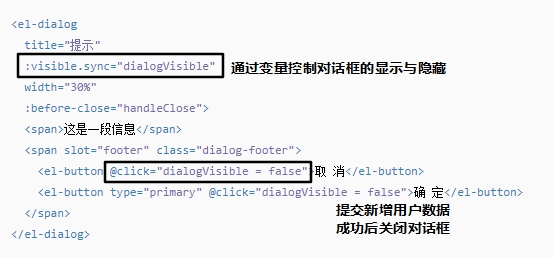 <el-dialog
title="提示"
:visible.sync="dialogVisible" 通过变量控制对话框的显示与隐藏
width="30%"
:before-close="handleClose">
<span>这是一段信息</span>
<span slot="footer" class="dialog-footer">
<el-button @click="dialogVisible = false">取 消</el-button>
<el-button type="primary" @click="dialogVisible = false">确 定</el-button>
</span> 提交新增用户数据
成功后关闭对话框
</el-dialog>